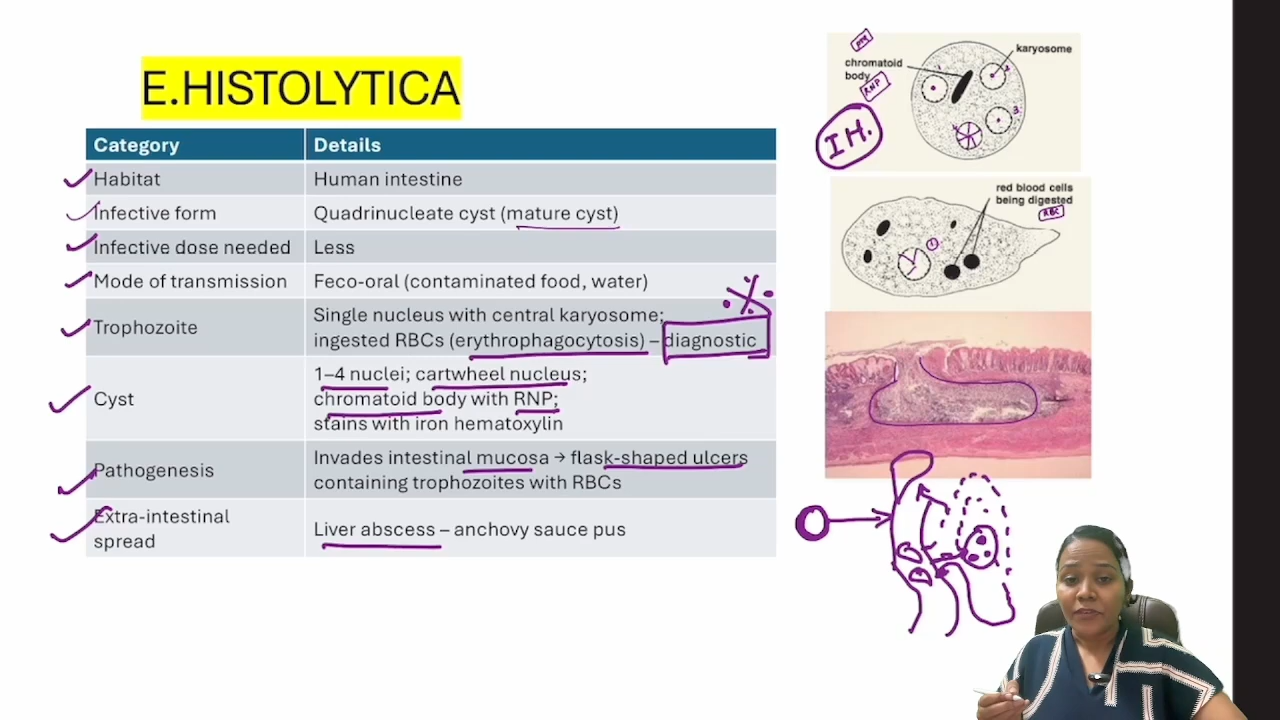 E.HISTOLYTICA
Category Details
Habitat Human intestine
Infective form Quadrinucleate cyst (mature cyst)
Infective dose needed Less
Mode of transmission Feco-oral (contaminated food, water)
Trophozoite Single nucleus with central karyosome;
ingested RBCs (erythrophagocytosis) – diagnostic
Cyst 1–4 nuclei; cartwheel nucleus;
chromatoid body with RNP;
stains with iron hematoxylin
Pathogenesis Invades intestinal mucosa → flask-shaped ulcers
containing trophozoites with RBCs
Extra-intestinal
spread
Liver abscess – anchovy sauce pus
karyosome
chromatoid
body
RNP
I H.
3
red blood cells
being digested
RBC